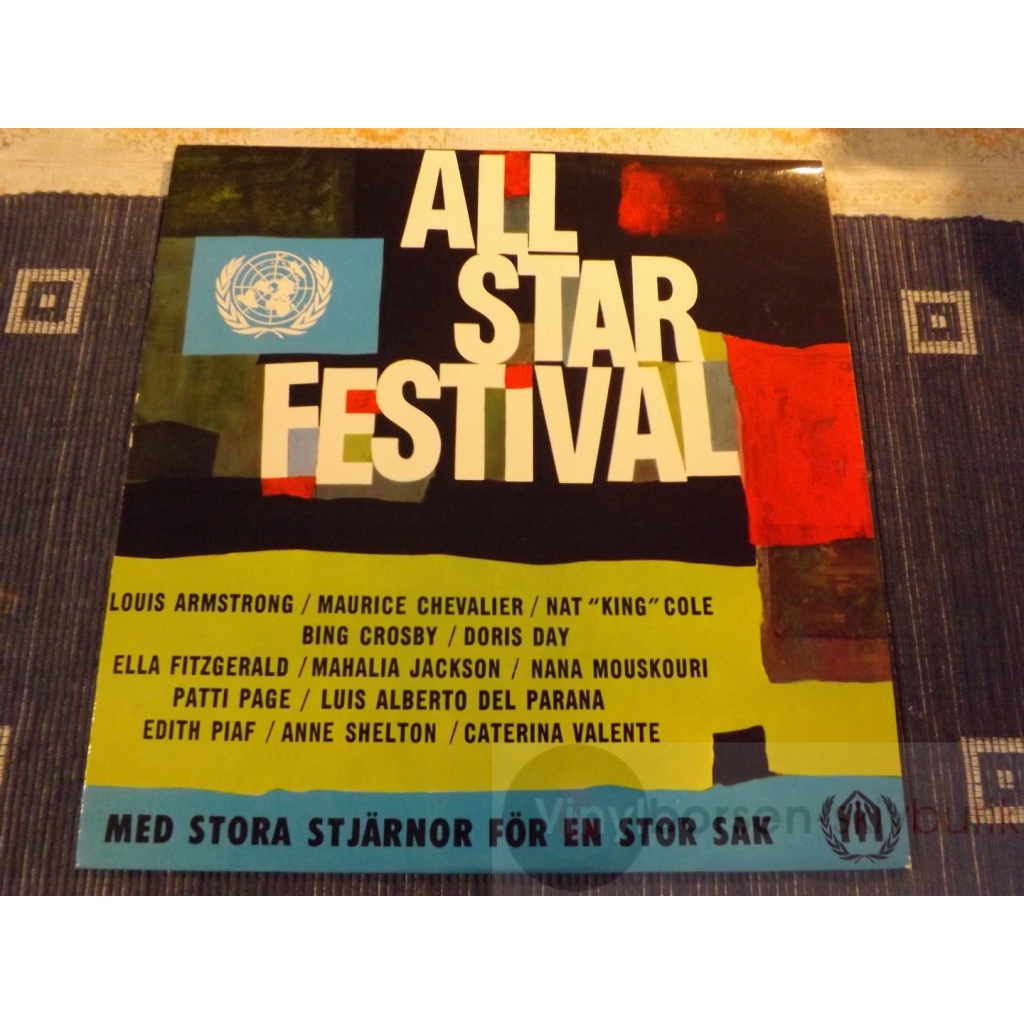 ALL
STAR
FESTiVAL
LOUIS ARMSTRONG / MAURICE CHEVALIER / NAT "KING" COLE
BING CROSBY / DORIS DAY
ELLA FITZGERALD / MAHALIA JACKSON / NANA MOUSKOURI
PATTI PAGE / LUIS ALBERTO DEL PARANA
EDITH PIAF / ANNE SHELTON / CATERINA VALENTE
MED STORA STJÄRNOR FÖR EN STOR SAK
Vinylborsen